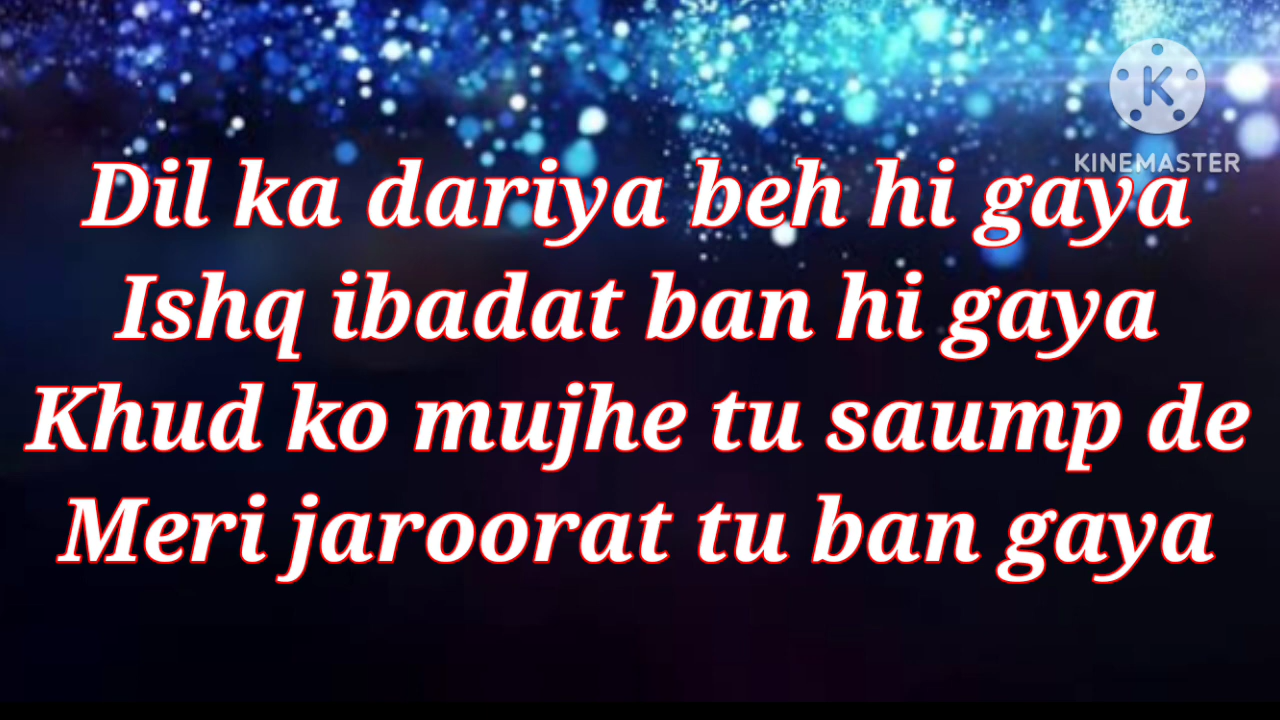 KINEMASTER
Dil ka dariya beh hi gaya
Ishq ibadat ban hi gaya
Khud ko mujhe tu saump de
Meri jaroorat tu ban gaya